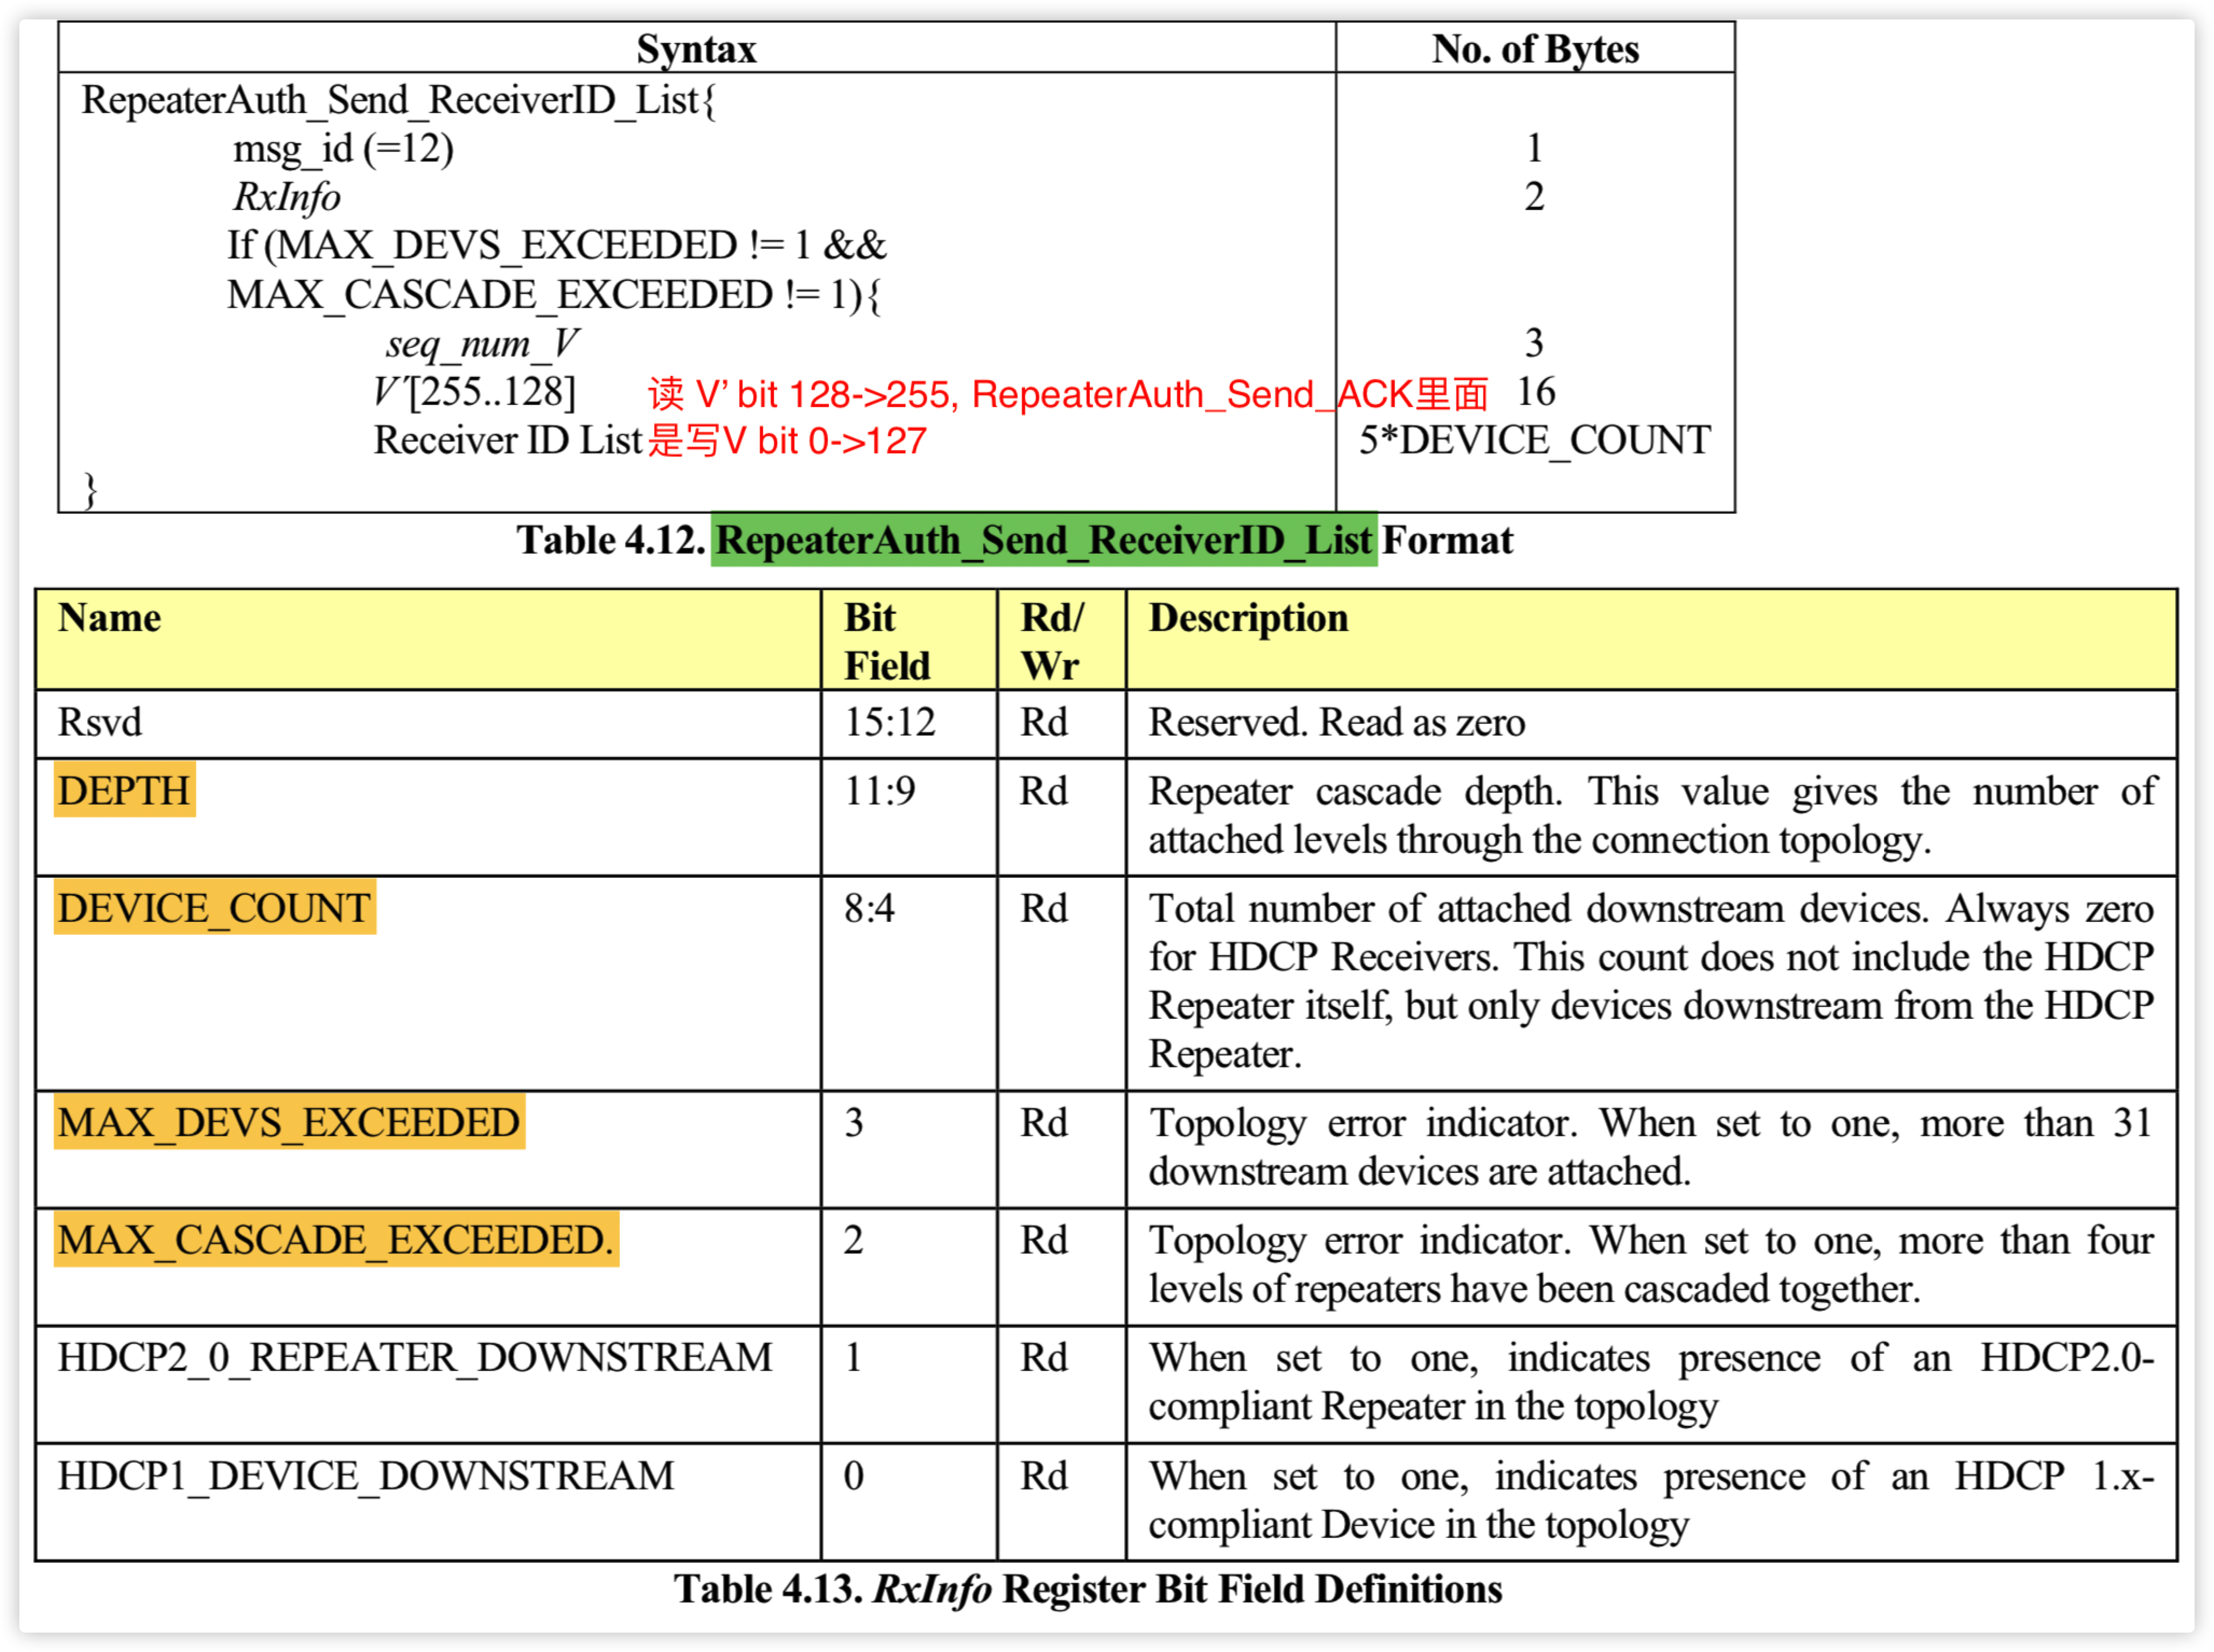 Syntax No. of Bytes
RepeaterAuth_Send_ReceiverID_List{
msg_id (=12) 1
RxInfo 2
If (MAX_DEVS_EXCEEDED != 1 &&
MAX_CASCADE_EXCEEDED != 1){
seq_num_V 3
V′[255..128] 读 V’ bit 128->255, RepeaterAuth_Send_ACK里面 16
Receiver ID List 是写V bit 0->127 5*DEVICE_COUNT
}
Table 4.12. RepeaterAuth_Send_ReceiverID_List Format
Name Bit Rd/ Description
Field Wr
Rsvd 15:12 Rd Reserved. Read as zero
DEPTH 11:9 Rd Repeater cascade depth. This value gives the number of
attached levels through the connection topology.
DEVICE_COUNT 8:4 Rd Total number of attached downstream devices. Always zero
for HDCP Receivers. This count does not include the HDCP
Repeater itself, but only devices downstream from the HDCP
Repeater.
MAX_DEVS_EXCEEDED 3 Rd Topology error indicator. When set to one, more than 31
downstream devices are attached.
MAX_CASCADE_EXCEEDED. 2 Rd Topology error indicator. When set to one, more than four
levels of repeaters have been cascaded together.
HDCP2_0_REPEATER_DOWNSTREAM 1 Rd When set to one, indicates presence of an HDCP2.0-
compliant Repeater in the topology
HDCP1_DEVICE_DOWNSTREAM 0 Rd When set to one, indicates presence of an HDCP 1.x-
compliant Device in the topology
Table 4.13. RxInfo Register Bit Field Definitions